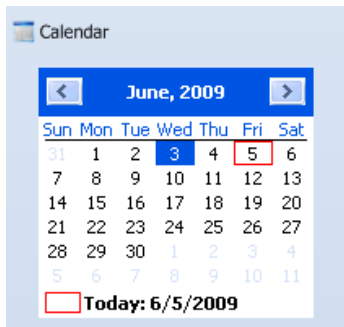 Calendar
June, 2009
Sun Mon Tue Wed Thu Fri Sat
31 1 2 3 4 5 6
7 8 9 10 11 12 13
14 15 16 17 18 19 20
21 22 23 24 25 26 27
28 29 30 1 2 3 4
5 6 7 8 9 10 11
Today: 6/5/2009